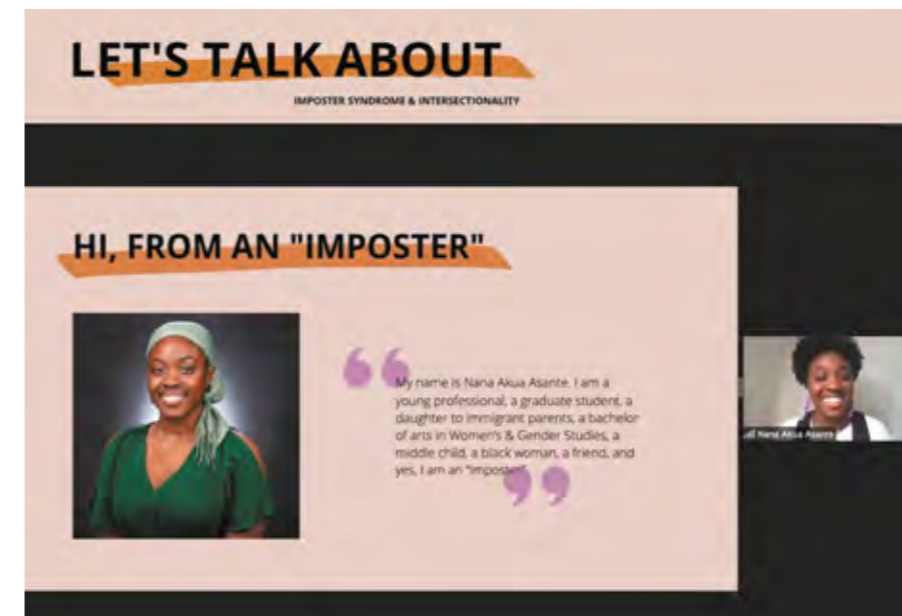 LET'S TALK ABOUT
IMPOSTER SYNDROME & INTERSECTIONALITY
HI, FROM AN "IMPOSTER"
My name is Nana Akua Asante. I am a
young professional, a graduate student, a
daughter to immigrant parents, a bachelor
of arts in Women's & Gender Studies, a
middle child, a black woman, a friend, and
yes, I am an "Imposter".
Nana Akua Asante